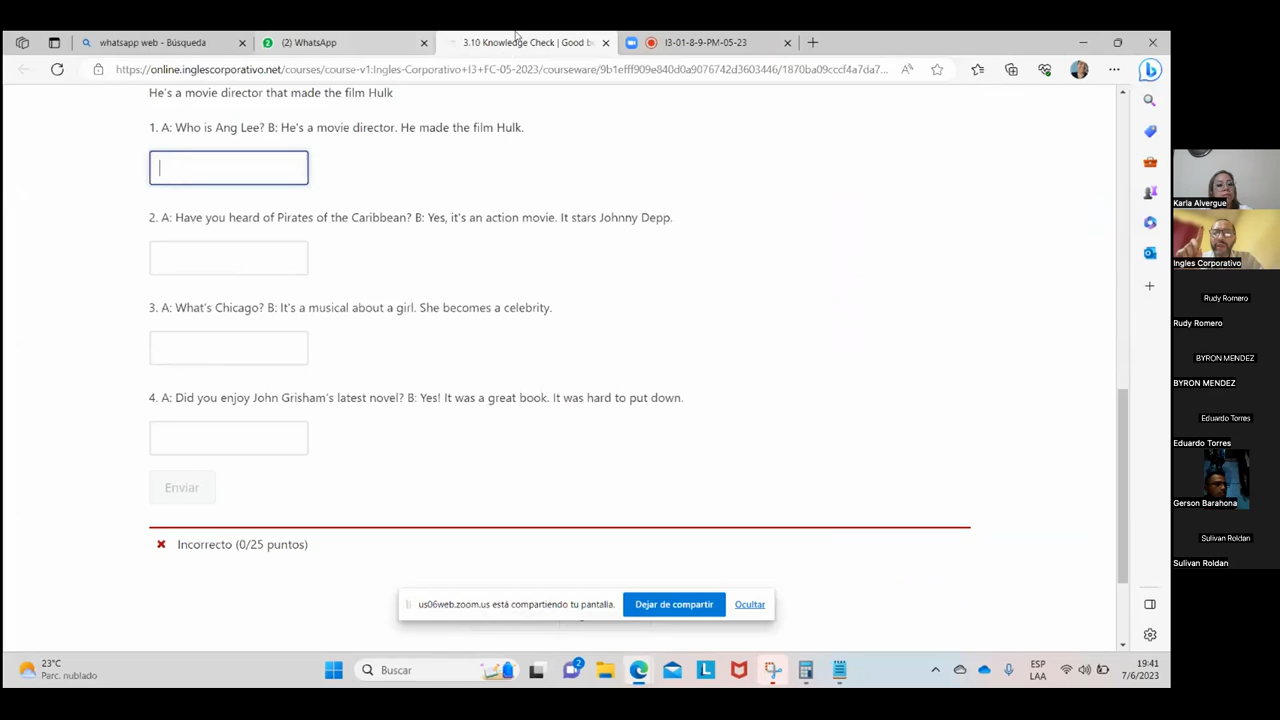 whatsapp web - Búsqueda
(2) WhatsApp
3.10 Knowledge Check | Good b
I3-01-8-9-PM-05-23
https://online.inglescorporativo.net/courses/course-v1:Ingles-Corporativo+I3+FC-05-2023/courseware/9b1efff909e840d0a9076742d3603446/1870ba09cccf4a7da7...
He's a movie director that made the film Hulk
1. A: Who is Ang Lee? B: He's a movie director. He made the film Hulk.
2. A: Have you heard of Pirates of the Caribbean? B: Yes, it's an action movie. It stars Johnny Depp.
3. A: What's Chicago? B: It's a musical about a girl. She becomes a celebrity.
4. A: Did you enjoy John Grisham's latest novel? B: Yes! It was a great book. It was hard to put down.
Enviar
Incorrecto (0/25 puntos)
us06web.zoom.us está compartiendo tu pantalla.
Dejar de compartir
Ocultar
23°C
Parc. nublado
Buscar
2
ESP
LAA
19:41
7/6/2023
Karla Alvergue
Ingles Corporativo
Rudy Romero
Rudy Romero
BYRON MENDEZ
BYRON MENDEZ
Eduardo Torres
Eduardo Torres
Gerson Barahona
Sulivan Roldan
Sulivan Roldan